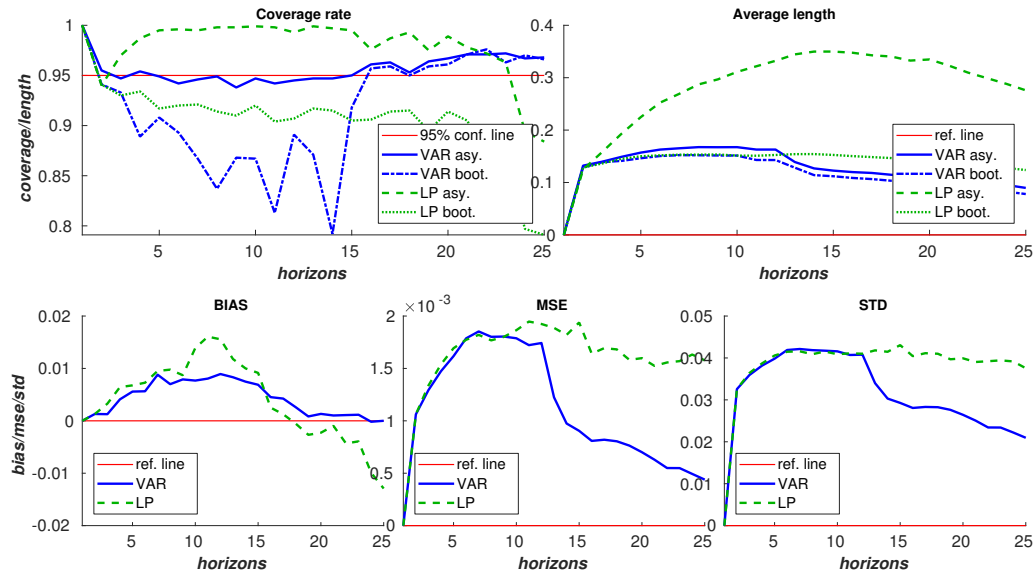 Coverage rate
coverage/length
1
0.95
0.9
0.85
0.8
5
10
15
20
25
horizons
95% conf. line
VAR asy.
VAR boot.
LP asy.
LP boot.
Average length
0.4
0.3
0.2
0.1
0
5
10
15
20
25
horizons
ref. line
VAR asy.
VAR boot.
LP asy.
LP boot.
BIAS
bias/mse/std
0.02
0.01
0
-0.01
-0.02
5
10
15
20
25
horizons
ref. line
VAR
LP
MSE
× 10⁻³
2
1.5
1
0.5
0
5
10
15
20
25
horizons
ref. line
VAR
LP
STD
0.05
0.04
0.03
0.02
0.01
0
5
10
15
20
25
horizons
ref. line
VAR
LP